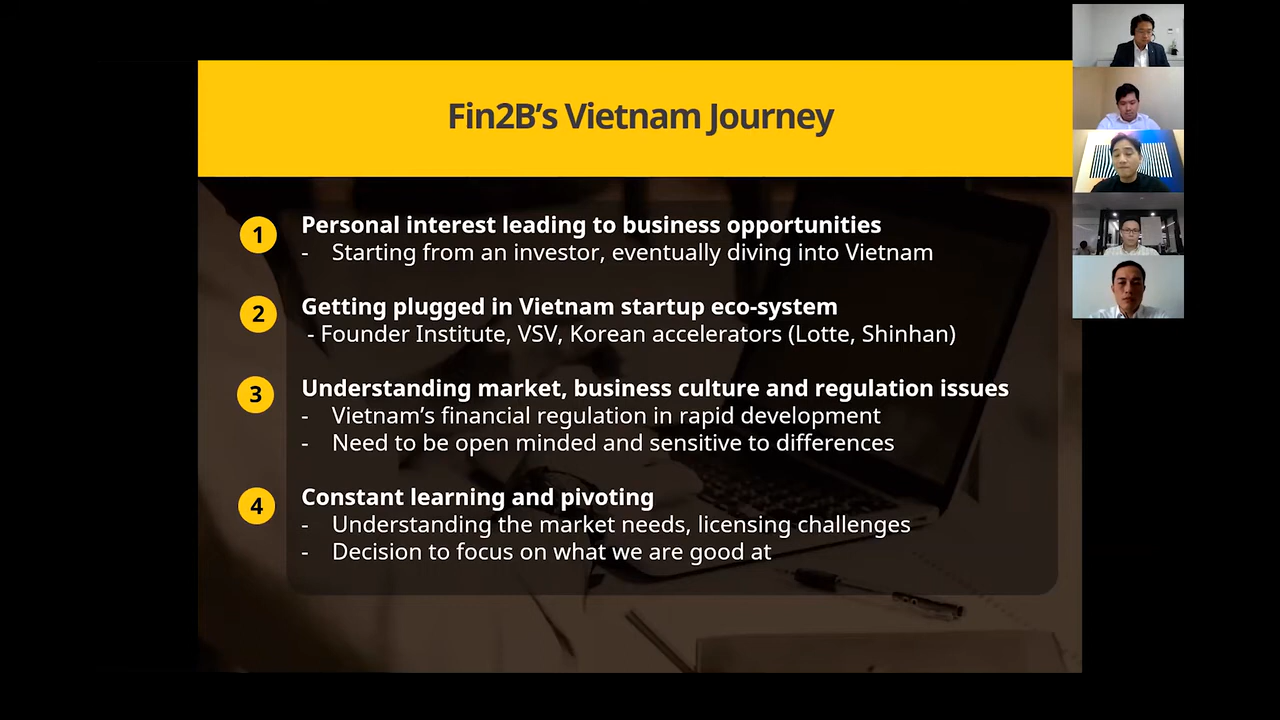 Fin2B’s Vietnam Journey
1 Personal interest leading to business opportunities
- Starting from an investor, eventually diving into Vietnam
2 Getting plugged in Vietnam startup eco-system
- Founder Institute, VSV, Korean accelerators (Lotte, Shinhan)
3 Understanding market, business culture and regulation issues
- Vietnam’s financial regulation in rapid development
- Need to be open minded and sensitive to differences
4 Constant learning and pivoting
- Understanding the market needs, licensing challenges
- Decision to focus on what we are good at